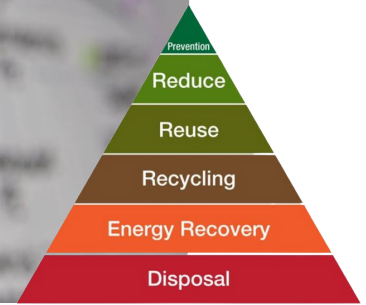 Prevention
Reduce
Reuse
Recycling
Energy Recovery
Disposal